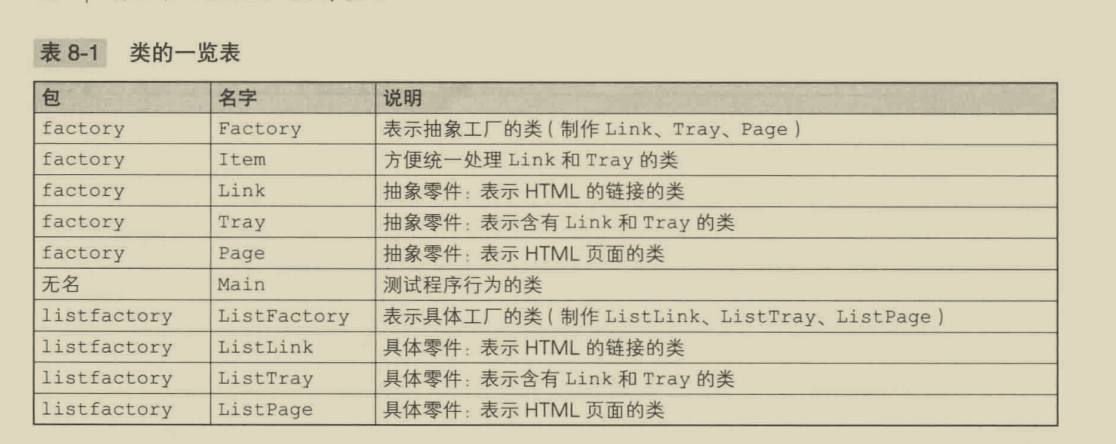 表 8-1 类的一览表
包 名字 说明
factory Factory 表示抽象工厂的类(制作 Link、Tray、Page)
factory Item 方便统一处理 Link 和 Tray 的类
factory Link 抽象零件:表示 HTML 的链接的类
factory Tray 抽象零件:表示含有 Link 和 Tray 的类
factory Page 抽象零件:表示 HTML 页面的类
无名 Main 测试程序行为的类
listfactory ListFactory 表示具体工厂的类(制作 ListLink、ListTray、ListPage)
listfactory ListLink 具体零件:表示 HTML 的链接的类
listfactory ListTray 具体零件:表示含有 Link 和 Tray 的类
listfactory ListPage 具体零件:表示 HTML 页面的类